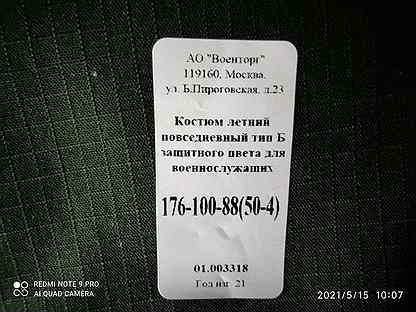 АО "Военторг"
119160, Москва,
ул. Б.Пироговская, д.23
Костюм летний
повседневный тип Б
защитного цвета для
военнослужащих
176-100-88(50-4)
01.003318
Год изг. 21
REDMI NOTE 9 PRO
AI QUAD CAMERA
2021/5/15 10:07